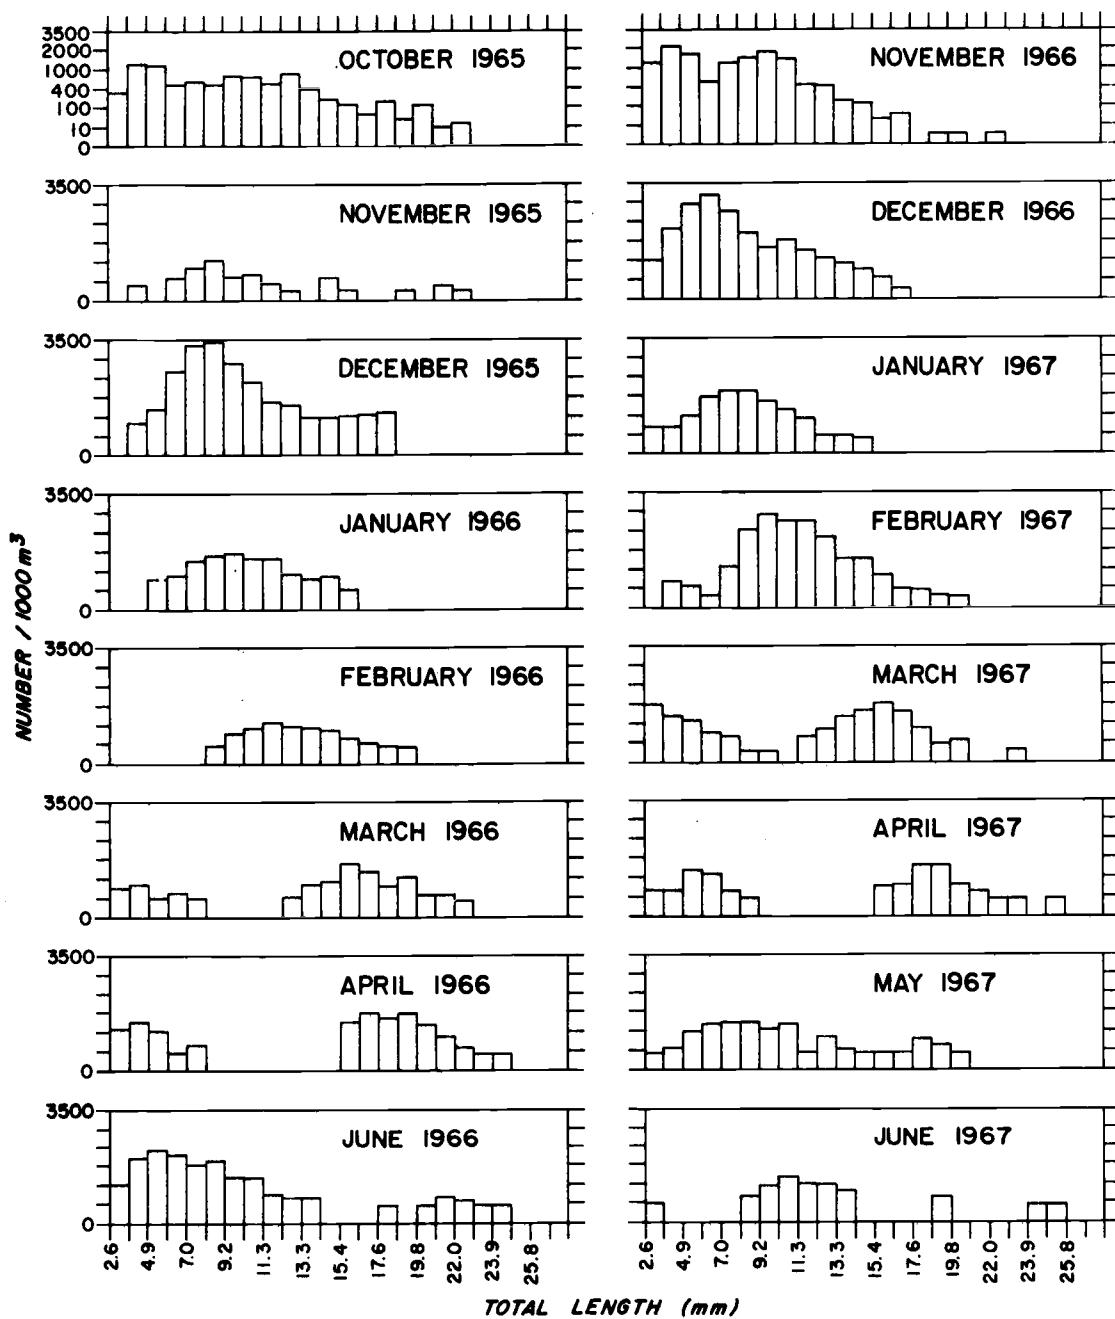 3500
2000
1000
400
100
10
0
OCTOBER 1965
NOVEMBER 1966
3500
0
NOVEMBER 1965
DECEMBER 1966
3500
0
DECEMBER 1965
JANUARY 1967
3500
0
JANUARY 1966
FEBRUARY 1967
3500
0
FEBRUARY 1966
MARCH 1967
3500
0
MARCH 1966
APRIL 1967
3500
0
APRIL 1966
MAY 1967
3500
0
JUNE 1966
JUNE 1967
NUMBER / 1000 m³
2.6 4.9 7.0 9.2 11.3 13.3 15.4 17.6 19.8 22.0 23.9 25.8
2.6 4.9 7.0 9.2 11.3 13.3 15.4 17.6 19.8 22.0 23.9 25.8
TOTAL LENGTH (mm)